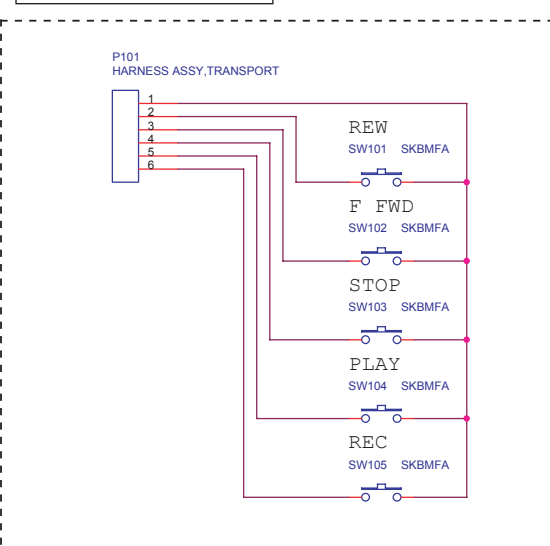 P101
HARNESS ASSY,TRANSPORT
1
2
3
4
5
6
REW
SW101 SKBMFA
F FWD
SW102 SKBMFA
STOP
SW103 SKBMFA
PLAY
SW104 SKBMFA
REC
SW105 SKBMFA